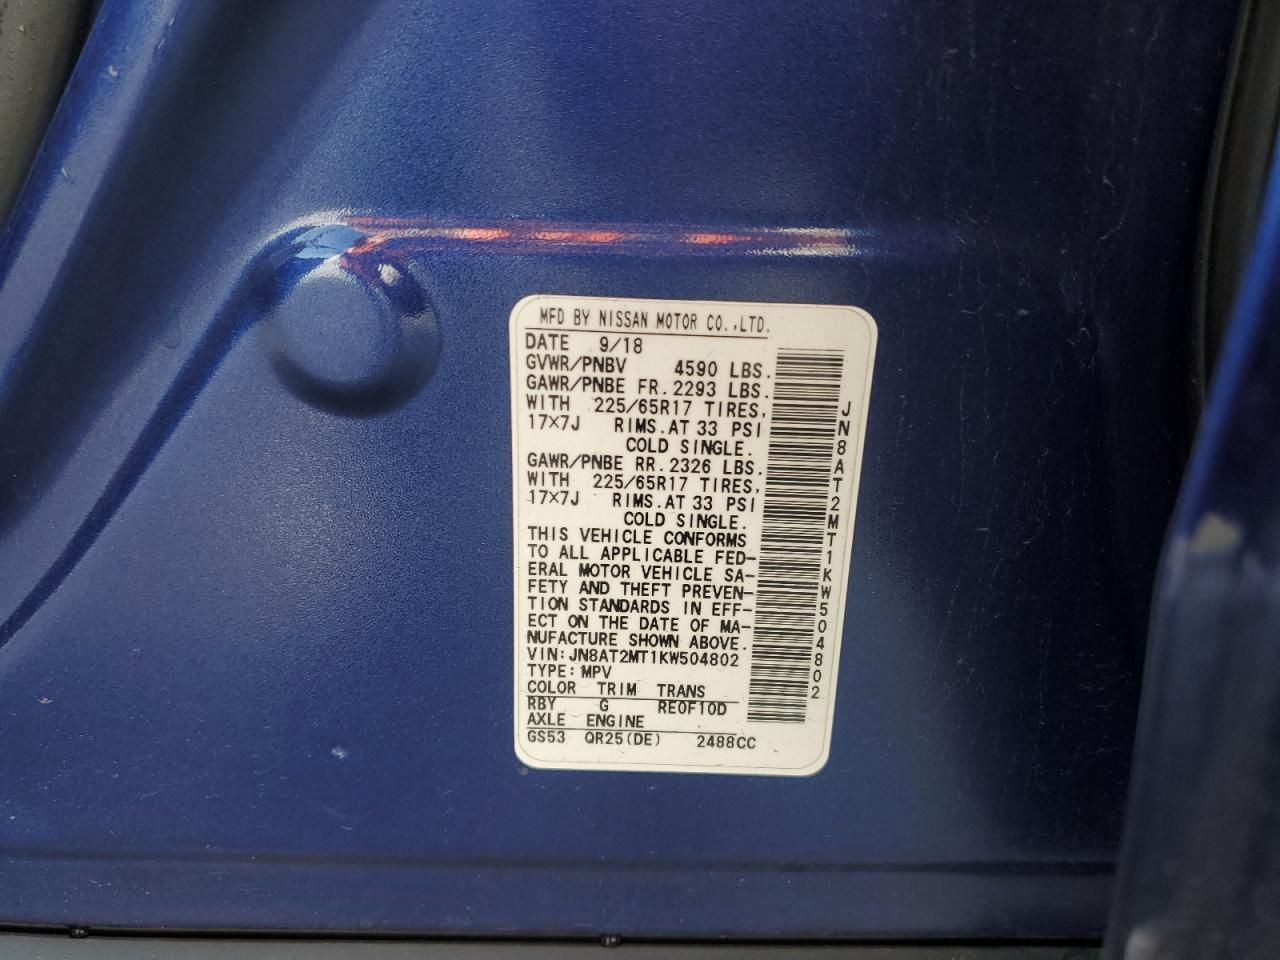 MFD BY NISSAN MOTOR CO.,LTD.
DATE 9/18
GVWR/PNBV 4590 LBS.
GAWR/PNBE FR. 2293 LBS.
WITH 225/65R17 TIRES,
17×7J RIMS.AT 33 PSI
COLD SINGLE.
GAWR/PNBE RR. 2326 LBS.
WITH 225/65R17 TIRES,
17×7J RIMS.AT 33 PSI
COLD SINGLE.
THIS VEHICLE CONFORMS
TO ALL APPLICABLE FED-
ERAL MOTOR VEHICLE SA-
FETY AND THEFT PREVEN-
TION STANDARDS IN EFF-
ECT ON THE DATE OF MA-
NUFACTURE SHOWN ABOVE.
VIN:JN8AT2MT1KW504802
TYPE:MPV
COLOR TRIM TRANS
RBY G RE0F10D
AXLE ENGINE
GS53 QR25(DE) 2488CC
JN8AT2MT1KW504802